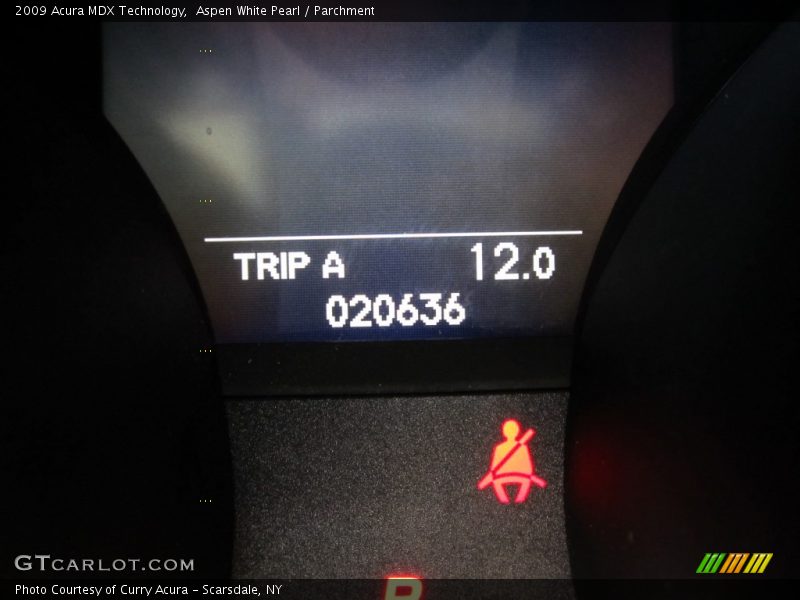 2009 Acura MDX Technology,  Aspen White Pearl / Parchment
TRIP A 12.0
020636
P
GTCARLOT.COM
Photo Courtesy of Curry Acura - Scarsdale, NY